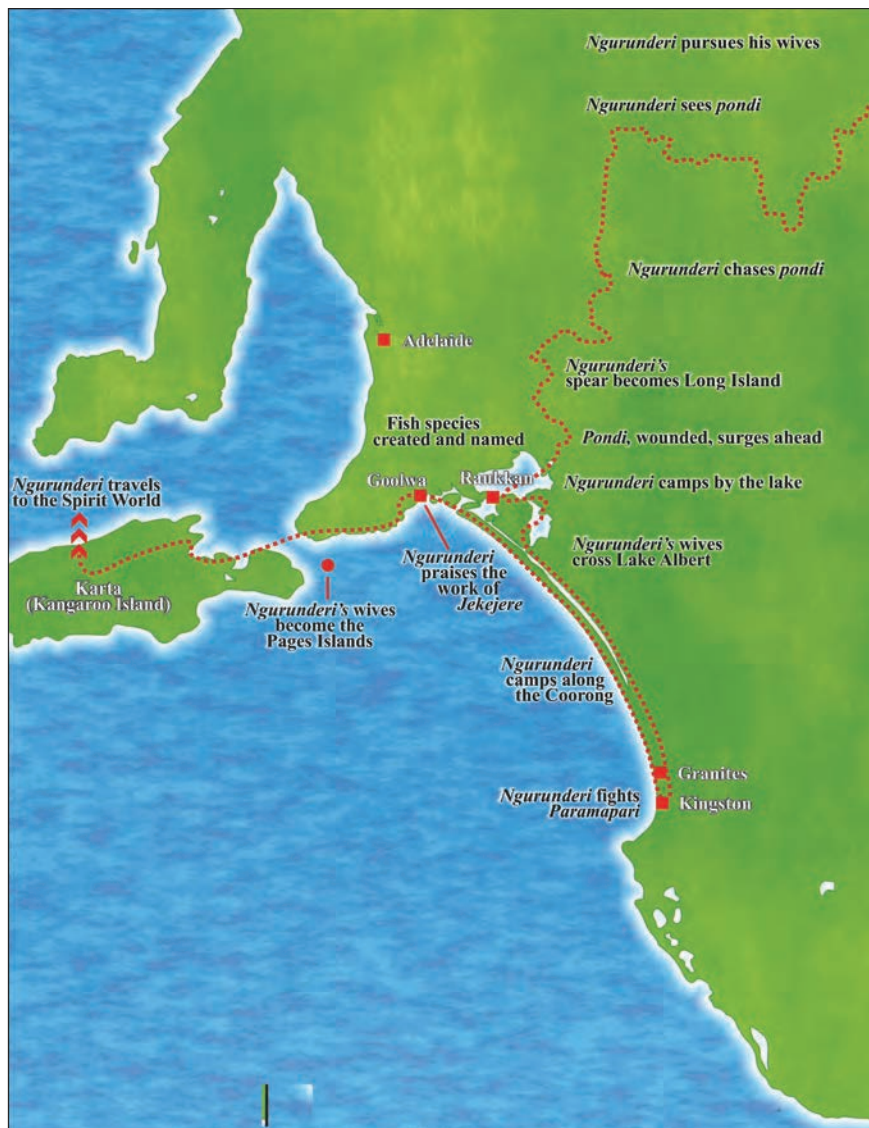 Ngurunderi pursues his wives
Ngurunderi sees pondi
Ngurunderi chases pondi
Adelaide
Ngurunderi's
spear becomes Long Island
Fish species
created and named
Pondi, wounded, surges ahead
Goolwa
Raukkan
Ngurunderi camps by the lake
Ngurunderi travels
to the Spirit World
Ngurunderi
praises the
work of
Jekejere
Ngurunderi's wives
cross Lake Albert
Karta
(Kangaroo Island)
Ngurunderi's wives
become the
Pages Islands
Ngurunderi
camps along
the Coorong
Granites
Ngurunderi fights
Paramapari
Kingston